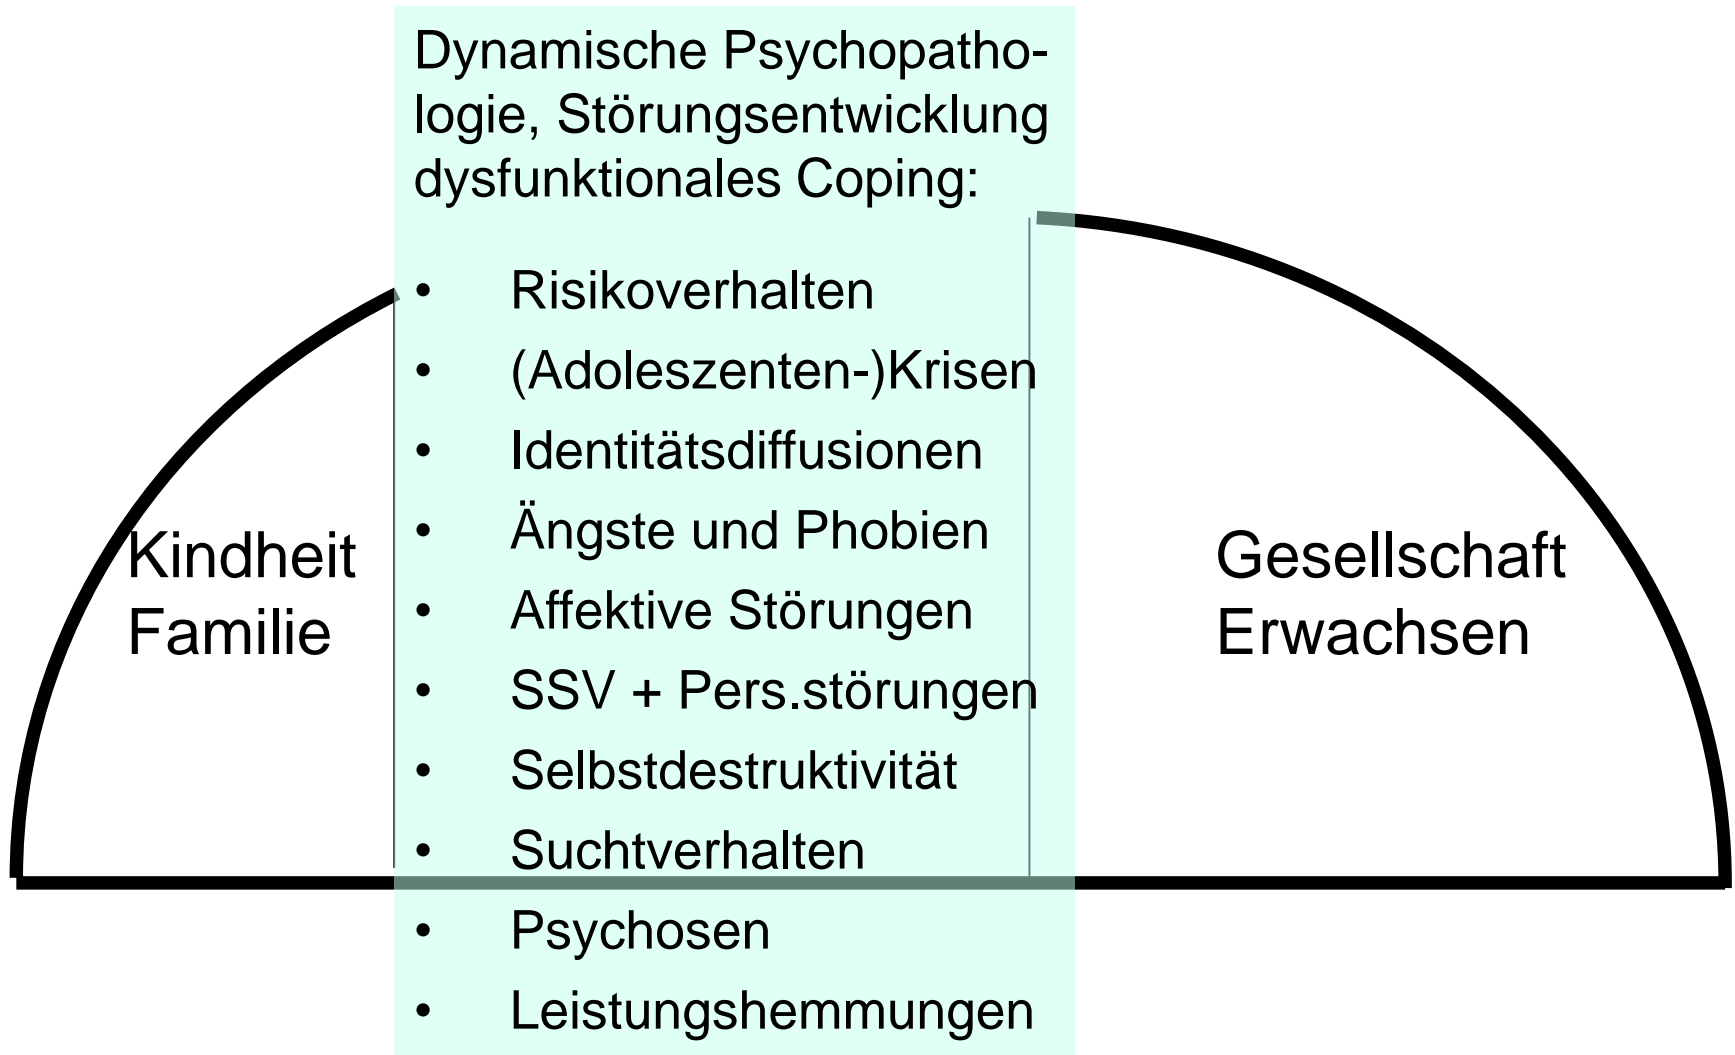 Dynamische Psychopatho-
logie, Störungsentwicklung
dysfunktionales Coping:
• Risikoverhalten
• (Adoleszenten-)Krisen
• Identitätsdiffusionen
• Ängste und Phobien
• Affektive Störungen
• SSV + Pers.störungen
• Selbstdestruktivität
• Suchtverhalten
• Psychosen
• Leistungshemmungen
Kindheit
Familie
Gesellschaft
Erwachsen